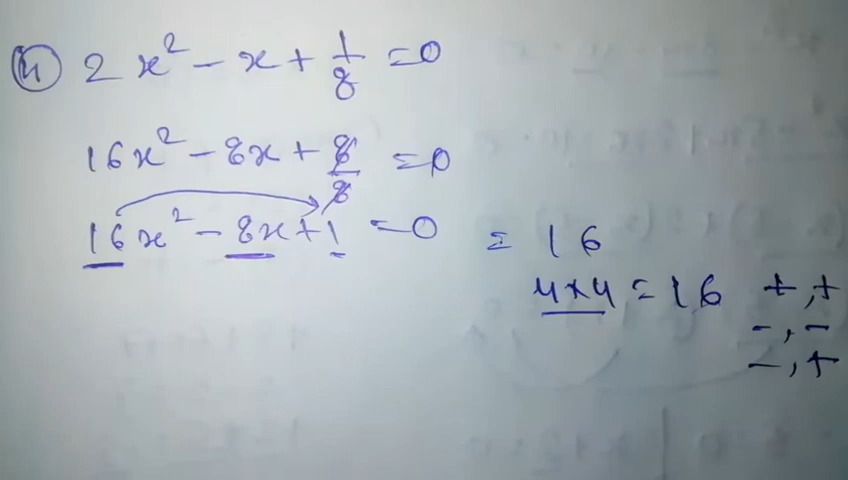 (4) 2x² - x + 1/8 = 0
16x² - 8x + 8/8 = 0
16x² - 8x + 1 = 0 = 16
4×4 = 16 +,+
-,-
-,+